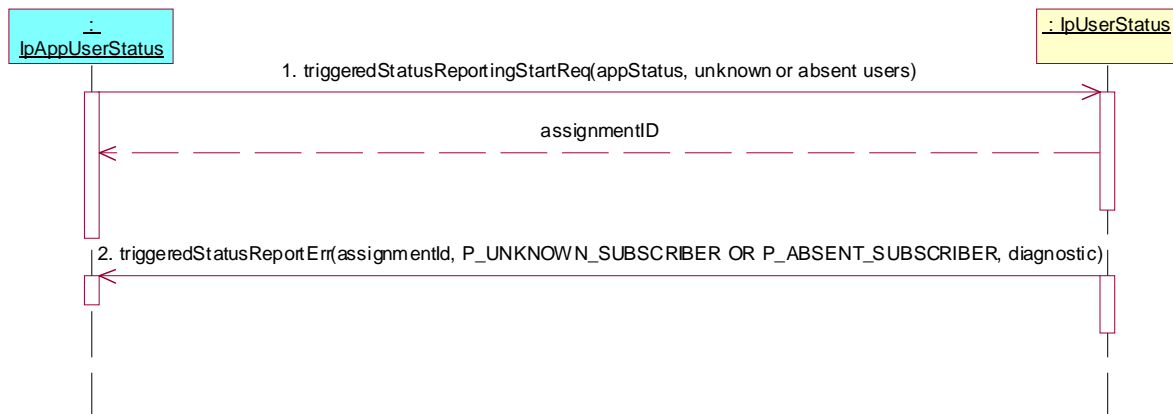 :
IpAppUserStatus
: IpUserStatus
1. triggeredStatusReportingStartReq(appStatus, unknown or absent users)
assignmentID
2. triggeredStatusReportErr(assignmentId, P_UNKNOWN_SUBSCRIBER OR P_ABSENT_SUBSCRIBER, diagnostic)